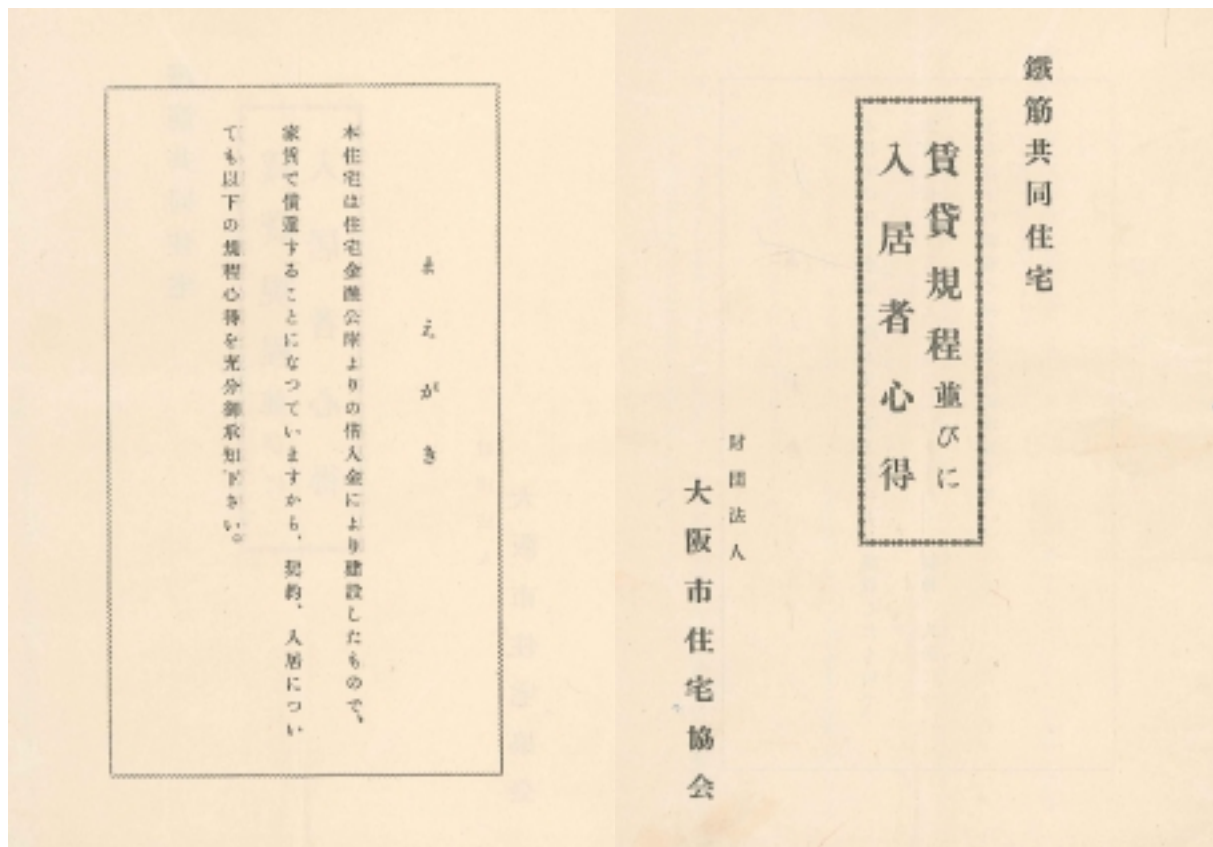 鐵筋共同住宅
賃貸規程並びに
入居者心得
財団法人
大阪市住宅協会
まえがき
本住宅は住宅金融公庫よりの借入金により建設したもので、
家賃で償還することになつていますから、契約、入居につい
ても以下の規程心得を充分御承知下さい。